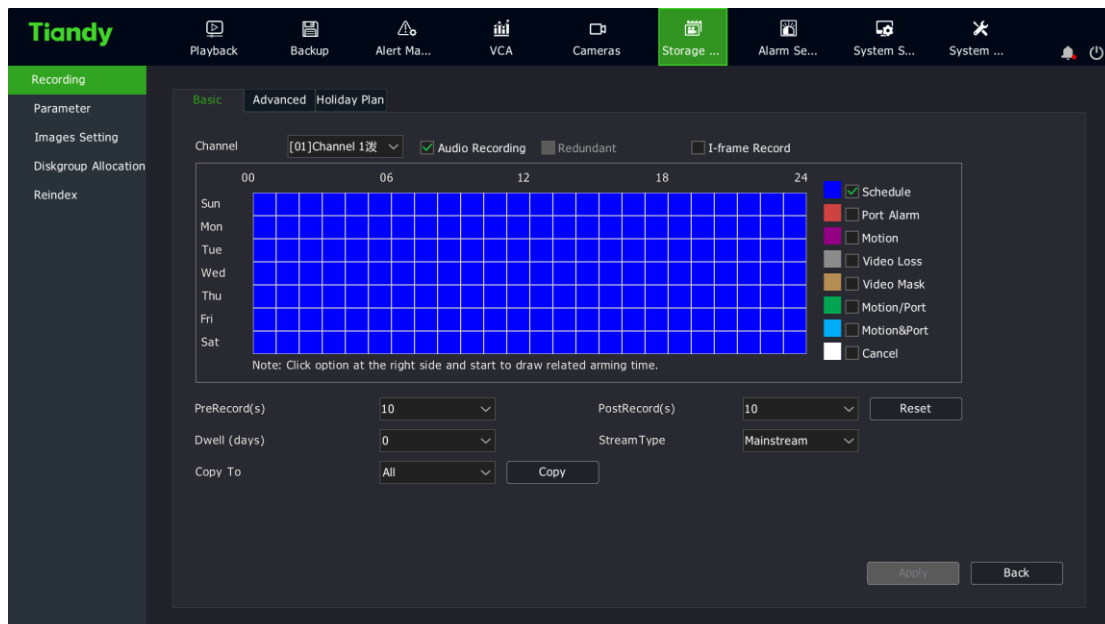 Tiandy
Playback Backup Alert Ma... VCA Cameras Storage ... Alarm Se... System S... System ...
Recording
Parameter
Images Setting
Diskgroup Allocation
Reindex
Basic Advanced Holiday Plan
Channel [01]Channel 1泼 Audio Recording Redundant I-frame Record
00 06 12 18 24
Sun
Mon
Tue
Wed
Thu
Fri
Sat
Schedule
Port Alarm
Motion
Video Loss
Video Mask
Motion/Port
Motion&Port
Cancel
Note: Click option at the right side and start to draw related arming time.
PreRecord(s) 10 PostRecord(s) 10 Reset
Dwell (days) 0 StreamType Mainstream
Copy To All Copy
Apply Back